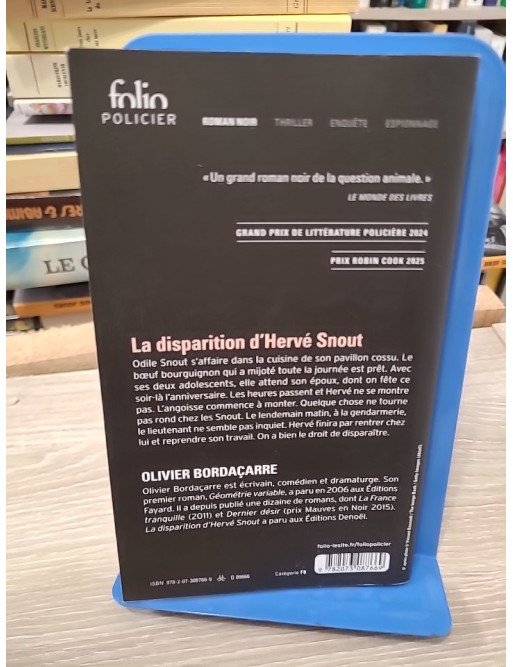 folio
POLICIER
ROMAN NOIR THRILLER ENQUÊTE ESPIONNAGE
« Un grand roman noir de la question animale. »
LE MONDE DES LIVRES
GRAND PRIX DE LITTÉRATURE POLICIÈRE 2024
PRIX ROBIN COOK 2025
La disparition d'Hervé Snout
Odile Snout s'affaire dans la cuisine de son pavillon cossu. Le
bœuf bourguignon qui a mijoté toute la journée est prêt. Avec
ses deux adolescents, elle attend son époux, dont on fête ce
soir-là l'anniversaire. Les heures passent et Hervé ne se montre
pas. L'angoisse commence à monter. Quelque chose ne tourne
pas rond chez les Snout. Le lendemain matin, à la gendarmerie,
le lieutenant ne semble pas inquiet. Hervé finira par rentrer chez
lui et reprendre son travail. On a bien le droit de disparaître.
OLIVIER BORDAÇARRE
Olivier Bordaçarre est écrivain, comédien et dramaturge. Son
premier roman, Géométrie variable, a paru en 2006 aux Éditions
Fayard. Il a depuis publié une dizaine de romans, dont La France
tranquille (2011) et Dernier désir (prix Mauves en Noir 2015).
La disparition d'Hervé Snout a paru aux Éditions Denoël.
folio-lesite.fr/foliopolicier
Catégorie F8
9 782073 087669
LE